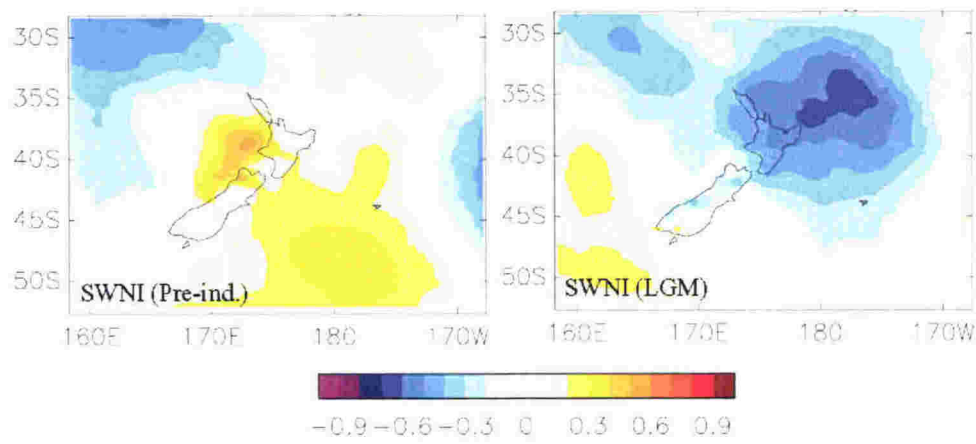 30S
35S
40S
45S
50S
SWNI (Pre-ind.)
160E 170E 180 170W
30S
35S
40S
45S
50S
SWNI (LGM)
160E 170E 180 170W
-0.9 -0.6 -0.3 0 0.3 0.6 0.9